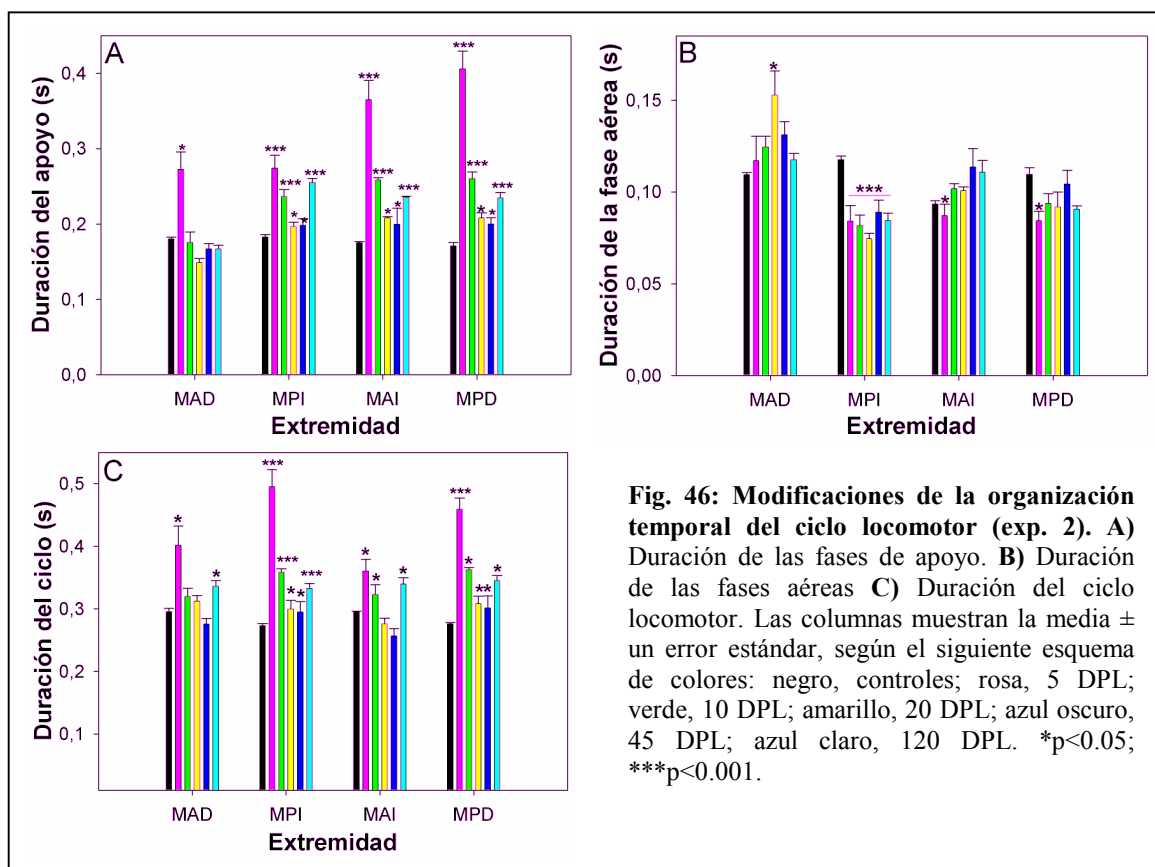 A
Duración del apoyo (s)
0,4
0,3
0,2
0,1
0,0
*
***
***
*
*
***
***
***
*
*
***
***
***
*
*
***
MAD
MPI
MAI
MPD
Extremidad
B
Duración de la fase aérea (s)
0,15
0,10
0,05
0,00
*
***
*
*
MAD
MPI
MAI
MPD
Extremidad
C
Duración del ciclo (s)
0,5
0,4
0,3
0,2
0,1
*
*
***
***
*
*
***
*
*
*
***
*
**
*
MAD
MPI
MAI
MPD
Extremidad
Fig. 46: Modificaciones de la organización
temporal del ciclo locomotor (exp. 2). A)
Duración de las fases de apoyo. B) Duración
de las fases aéreas C) Duración del ciclo
locomotor. Las columnas muestran la media ±
un error estándar, según el siguiente esquema
de colores: negro, controles; rosa, 5 DPL;
verde, 10 DPL; amarillo, 20 DPL; azul oscuro,
45 DPL; azul claro, 120 DPL. *p<0.05;
***p<0.001.